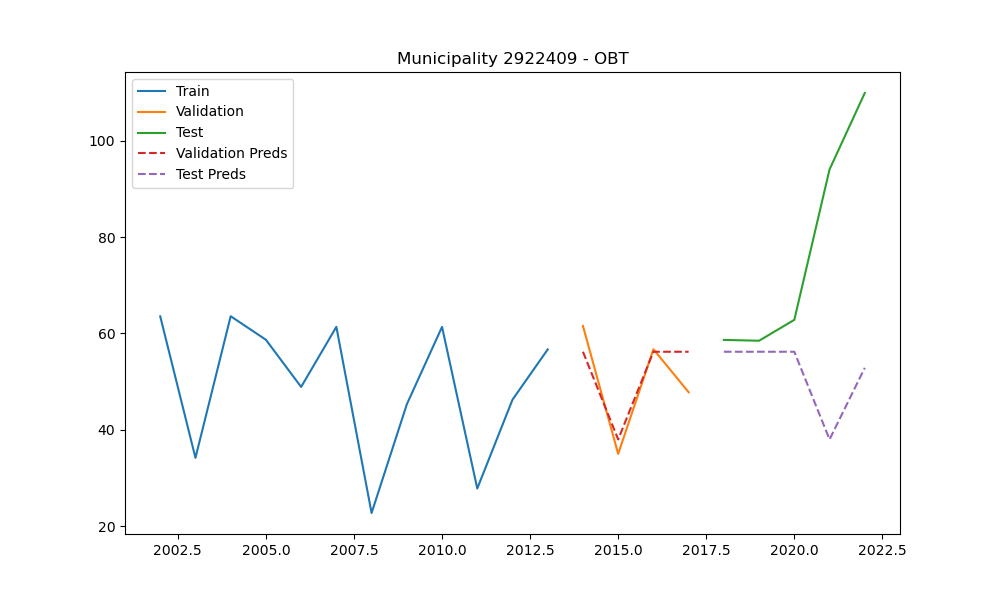 Municipality 2922409 - OBT
Train
Validation
Test
Validation Preds
Test Preds
100
80
60
40
20
2002.5 2005.0 2007.5 2010.0 2012.5 2015.0 2017.5 2020.0 2022.5